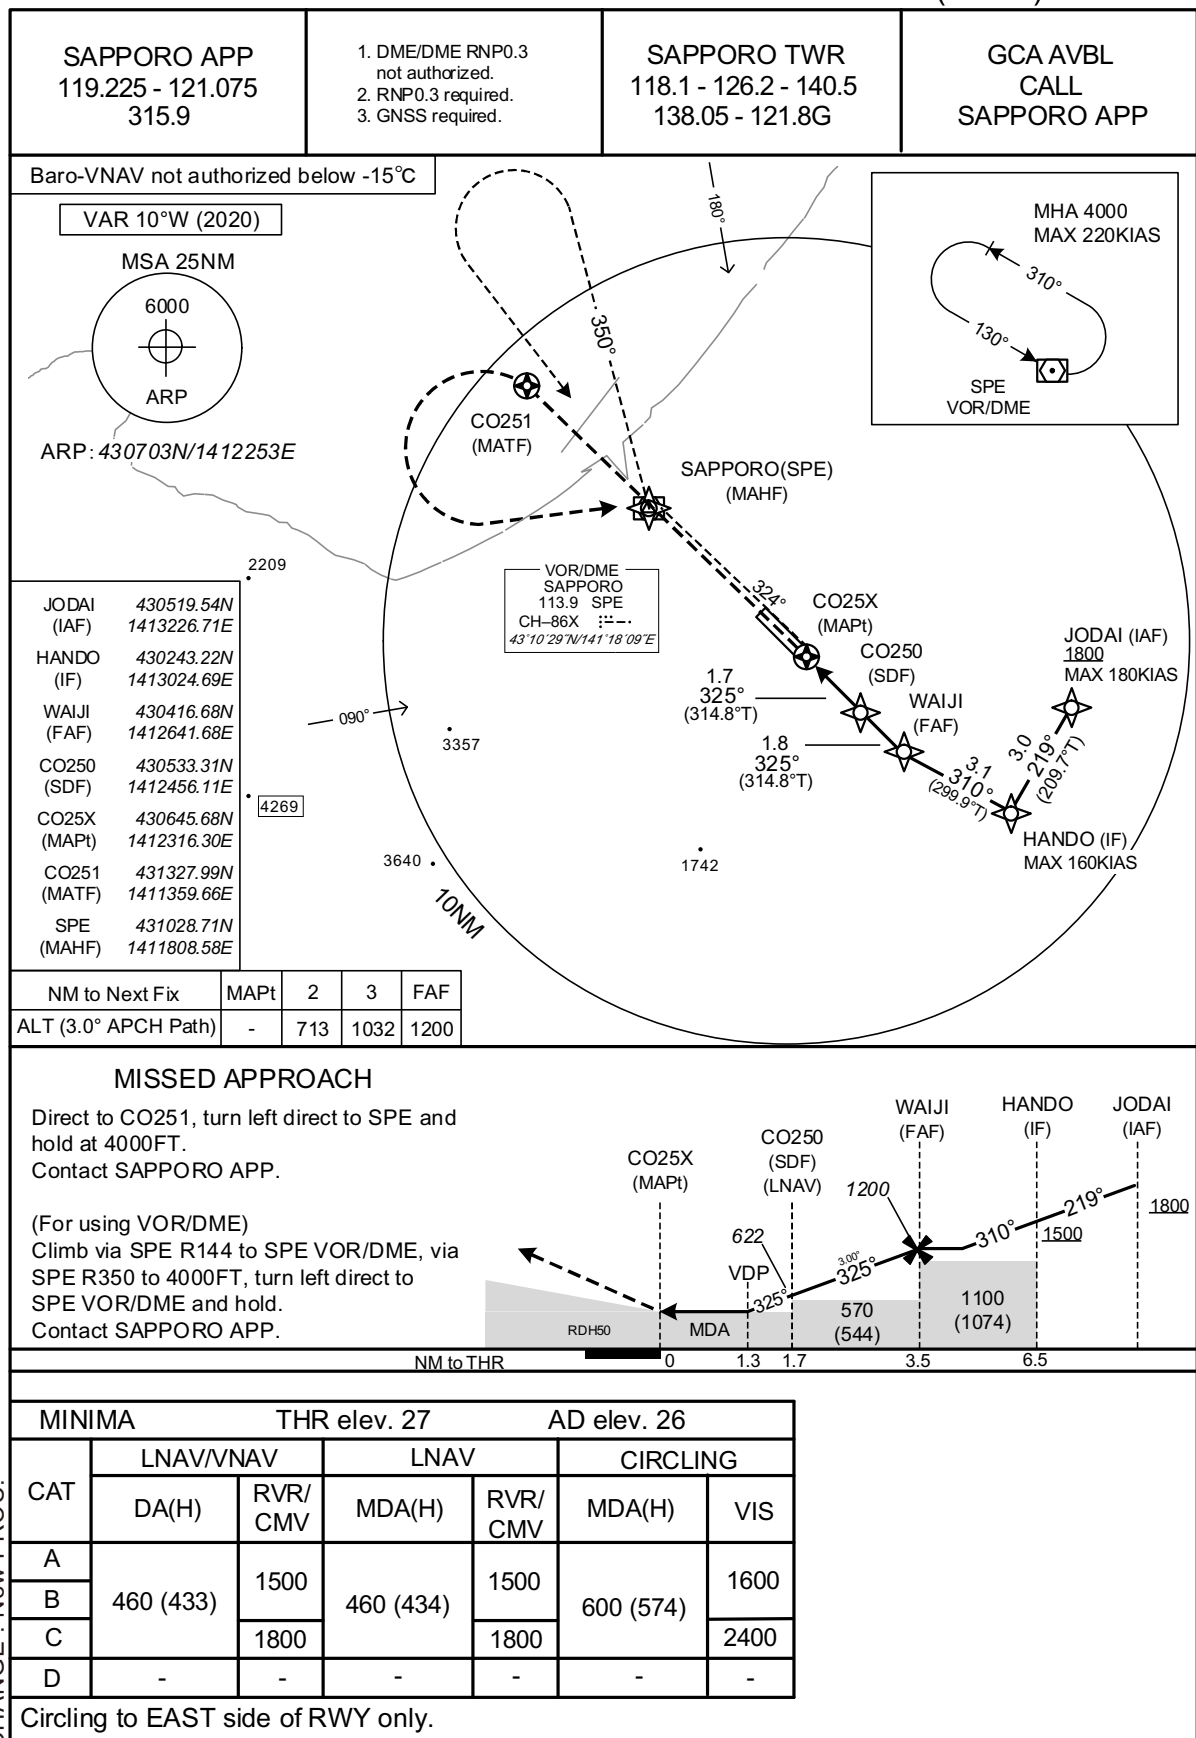 SAPPORO APP
119.225 - 121.075
315.9
1. DME/DME RNP0.3
not authorized.
2. RNP0.3 required.
3. GNSS required.
SAPPORO TWR
118.1 - 126.2 - 140.5
138.05 - 121.8G
GCA AVBL
CALL
SAPPORO APP
Baro-VNAV not authorized below -15°C
VAR 10°W (2020)
MSA 25NM
6000
ARP
ARP: 430703N/1412253E
180°
MHA 4000
MAX 220KIAS
310°
130°
SPE
VOR/DME
350°
CO251
(MATF)
SAPPORO(SPE)
(MAHF)
VOR/DME
SAPPORO
113.9 SPE
CH–86X
43°10'29"N/141°18'09"E
324°
CO25X
(MAPt)
CO250
(SDF)
WAIJI
(FAF)
JODAI (IAF)
1800
MAX 180KIAS
1.7
325°
(314.8°T)
1.8
325°
(314.8°T)
3.1
310°
(299.9°T)
3.0
219°
(209.7°T)
HANDO (IF)
MAX 160KIAS
090°
2209
3357
4269
3640
1742
10NM
JODAI 430519.54N
(IAF) 1413226.71E
HANDO 430243.22N
(IF) 1413024.69E
WAIJI 430416.68N
(FAF) 1412641.68E
CO250 430533.31N
(SDF) 1412456.11E
CO25X 430645.68N
(MAPt) 1412316.30E
CO251 431327.99N
(MATF) 1411359.66E
SPE 431028.71N
(MAHF) 1411808.58E
NM to Next Fix MAPt 2 3 FAF
ALT (3.0° APCH Path) - 713 1032 1200
MISSED APPROACH
Direct to CO251, turn left direct to SPE and
hold at 4000FT.
Contact SAPPORO APP.
(For using VOR/DME)
Climb via SPE R144 to SPE VOR/DME, via
SPE R350 to 4000FT, turn left direct to
SPE VOR/DME and hold.
Contact SAPPORO APP.
CO25X
(MAPt)
CO250
(SDF)
(LNAV)
WAIJI
(FAF)
HANDO
(IF)
JODAI
(IAF)
1200
622
VDP
325°
3.00°
325°
310°
219°
1800
1500
RDH50
MDA
570
(544)
1100
(1074)
NM to THR 0 1.3 1.7 3.5 6.5
MINIMA THR elev. 27 AD elev. 26
CAT LNAV/VNAV LNAV CIRCLING
DA(H) RVR/
CMV MDA(H) RVR/
CMV MDA(H) VIS
A
B
C
460 (433) 1500 460 (434) 1500 600 (574) 1600
1800 1800 2400
D - - - - - -
Circling to EAST side of RWY only.